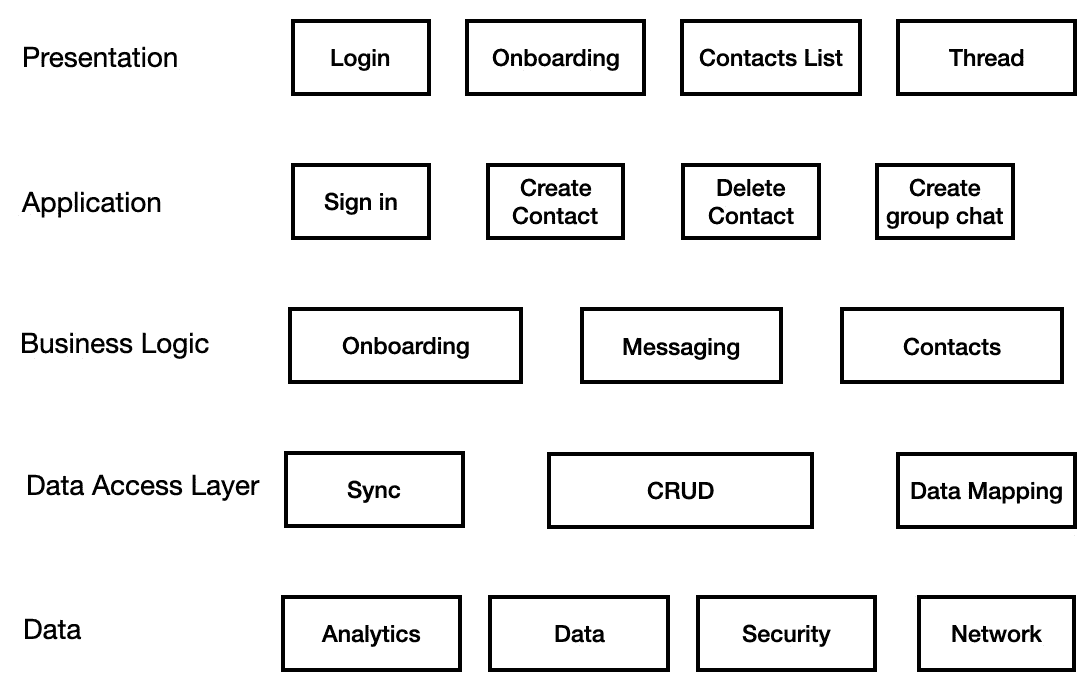 Presentation
Login
Onboarding
Contacts List
Thread
Application
Sign in
Create
Contact
Delete
Contact
Create
group chat
Business Logic
Onboarding
Messaging
Contacts
Data Access Layer
Sync
CRUD
Data Mapping
Data
Analytics
Data
Security
Network